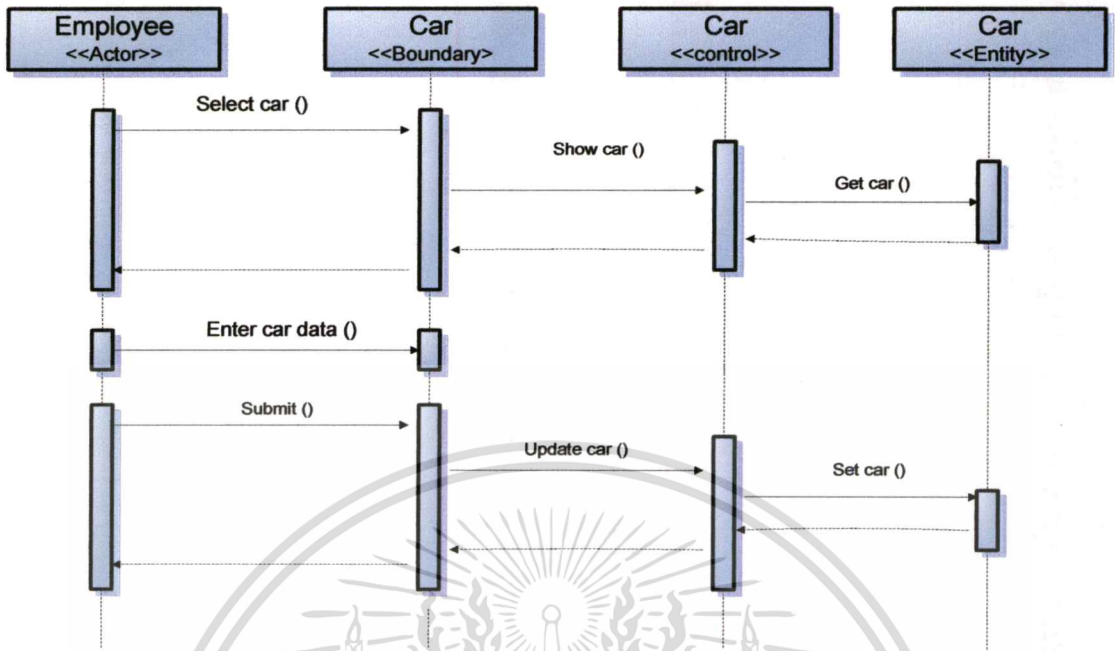 Employee
<<Actor>>
Car
<<Boundary>
Car
<<control>>
Car
<<Entity>>
Select car ()
Show car ()
Get car ()
Enter car data ()
Submit ()
Update car ()
Set car ()